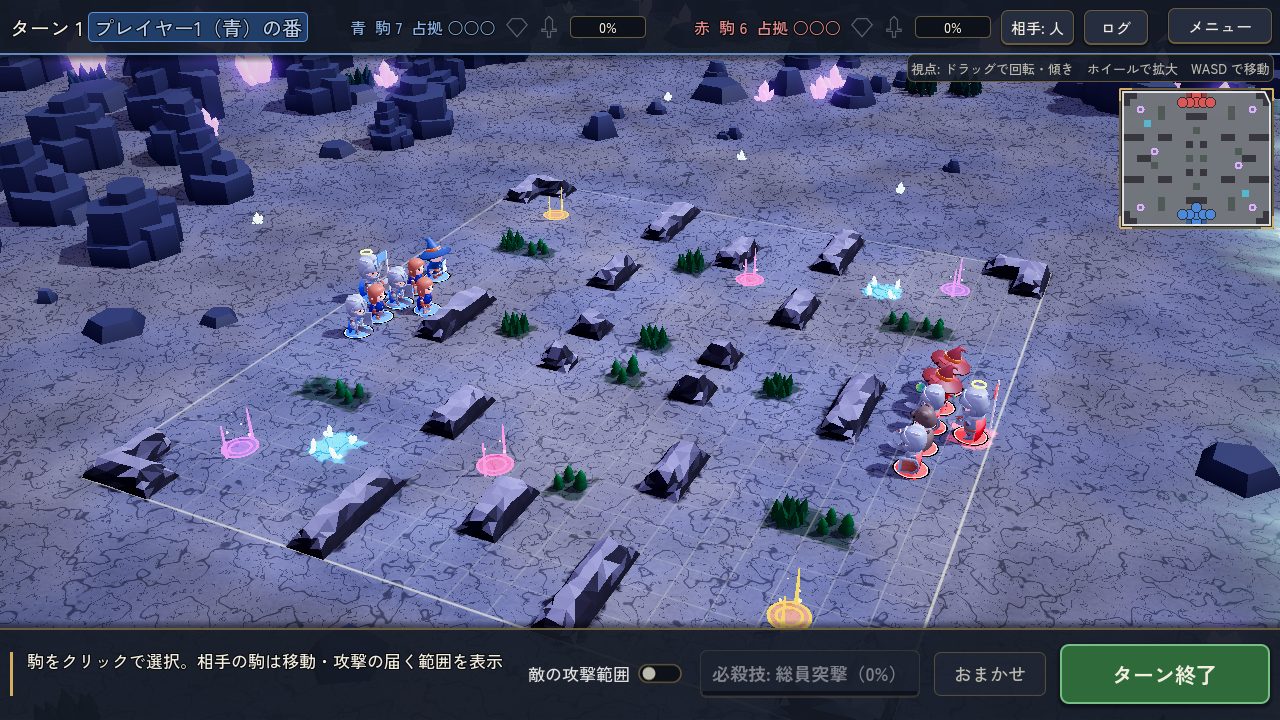 ターン 1 プレイヤー1（青）の番 青 駒 7 占拠 〇〇〇 0% 赤 駒 6 占拠 〇〇〇 0% 相手: 人 ログ メニュー
視点: ドラッグで回転・傾き ホイールで拡大 WASD で移動
駒をクリックで選択。相手の駒は移動・攻撃の届く範囲を表示
敵の攻撃範囲 必殺技: 総員突撃（0%） おまかせ ターン終了